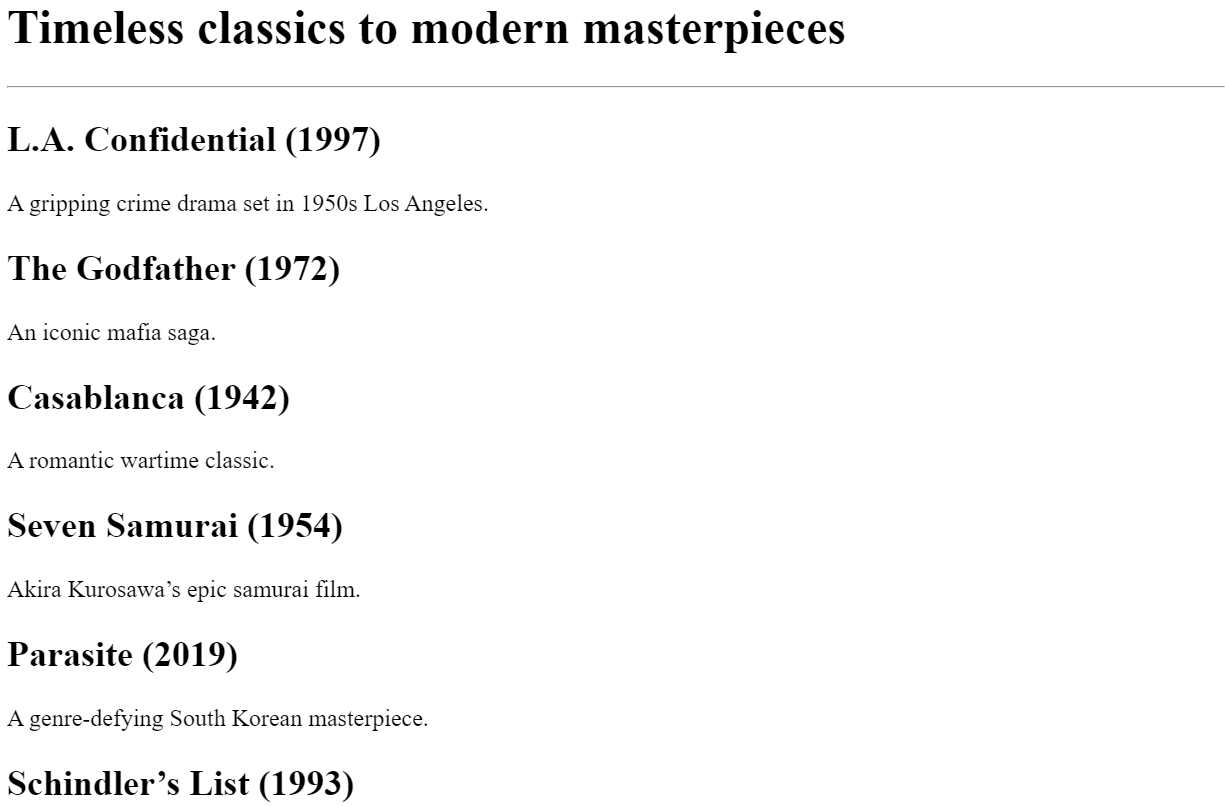 Timeless classics to modern masterpieces
L.A. Confidential (1997)
A gripping crime drama set in 1950s Los Angeles.
The Godfather (1972)
An iconic mafia saga.
Casablanca (1942)
A romantic wartime classic.
Seven Samurai (1954)
Akira Kurosawa’s epic samurai film.
Parasite (2019)
A genre-defying South Korean masterpiece.
Schindler’s List (1993)